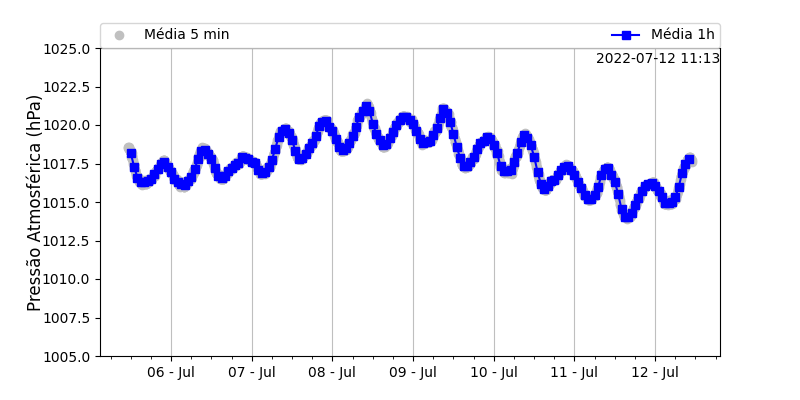 Média 5 min
Média 1h
2022-07-12 11:13
Pressão Atmosférica (hPa)
1025.0
1022.5
1020.0
1017.5
1015.0
1012.5
1010.0
1007.5
1005.0
06 - Jul
07 - Jul
08 - Jul
09 - Jul
10 - Jul
11 - Jul
12 - Jul